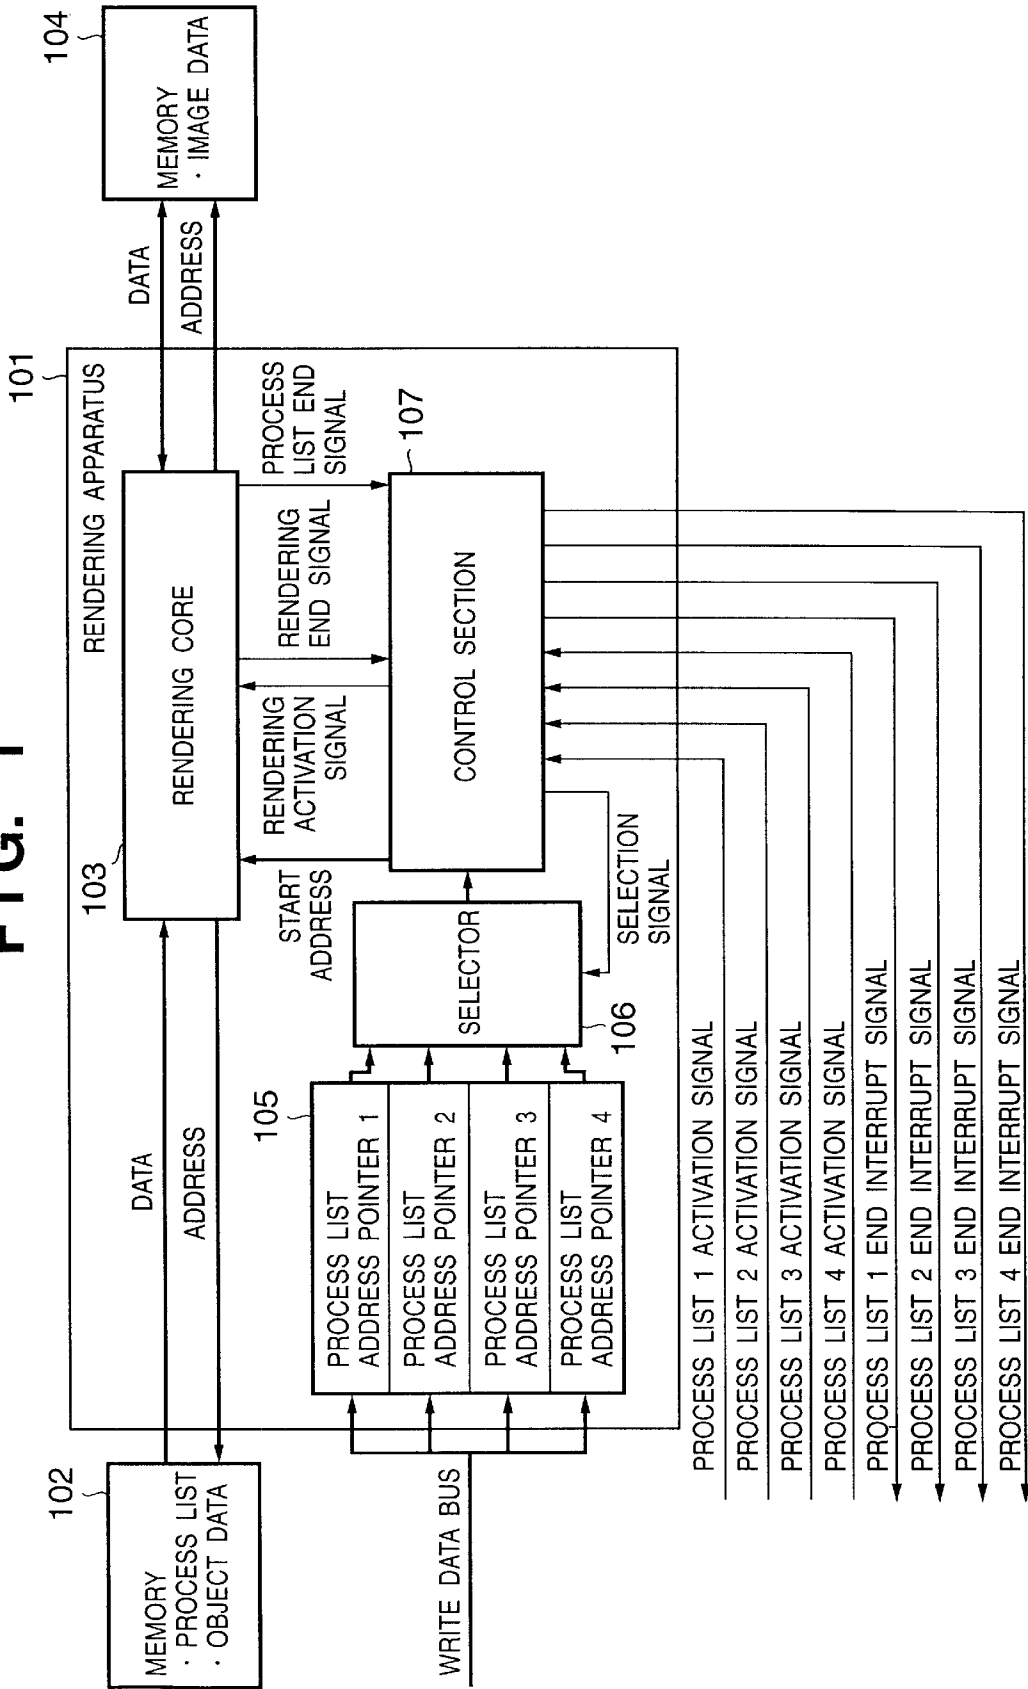 FIG. 1
101
RENDERING APPARATUS
102
MEMORY
· PROCESS LIST
· OBJECT DATA
DATA
ADDRESS
103
RENDERING CORE
DATA
ADDRESS
104
MEMORY
· IMAGE DATA
START
ADDRESS
RENDERING
ACTIVATION
SIGNAL
RENDERING
END SIGNAL
PROCESS
LIST END
SIGNAL
105
PROCESS LIST
ADDRESS POINTER 1
PROCESS LIST
ADDRESS POINTER 2
PROCESS LIST
ADDRESS POINTER 3
PROCESS LIST
ADDRESS POINTER 4
SELECTOR
106
CONTROL SECTION
107
WRITE DATA BUS
SELECTION
SIGNAL
PROCESS LIST 1 ACTIVATION SIGNAL
PROCESS LIST 2 ACTIVATION SIGNAL
PROCESS LIST 3 ACTIVATION SIGNAL
PROCESS LIST 4 ACTIVATION SIGNAL
PROCESS LIST 1 END INTERRUPT SIGNAL
PROCESS LIST 2 END INTERRUPT SIGNAL
PROCESS LIST 3 END INTERRUPT SIGNAL
PROCESS LIST 4 END INTERRUPT SIGNAL